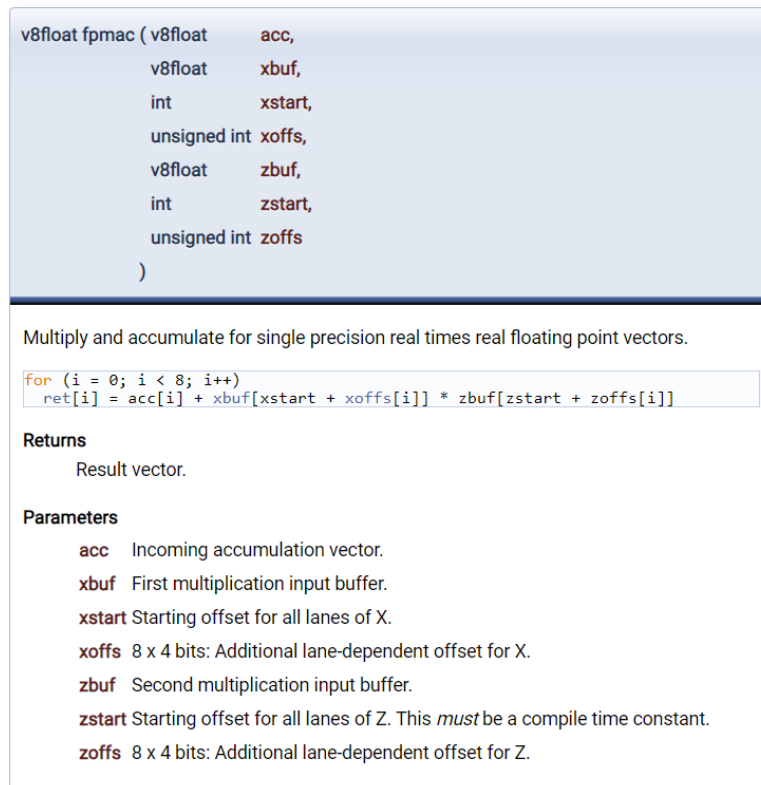 v8float fpmac ( v8float acc,
v8float xbuf,
int xstart,
unsigned int xoffs,
v8float zbuf,
int zstart,
unsigned int zoffs
)
Multiply and accumulate for single precision real times real floating point vectors.
for (i = 0; i < 8; i++)
ret[i] = acc[i] + xbuf[xstart + xoffs[i]] * zbuf[zstart + zoffs[i]]
Returns
Result vector.
Parameters
acc Incoming accumulation vector.
xbuf First multiplication input buffer.
xstart Starting offset for all lanes of X.
xoffs 8 x 4 bits: Additional lane-dependent offset for X.
zbuf Second multiplication input buffer.
zstart Starting offset for all lanes of Z. This must be a compile time constant.
zoffs 8 x 4 bits: Additional lane-dependent offset for Z.